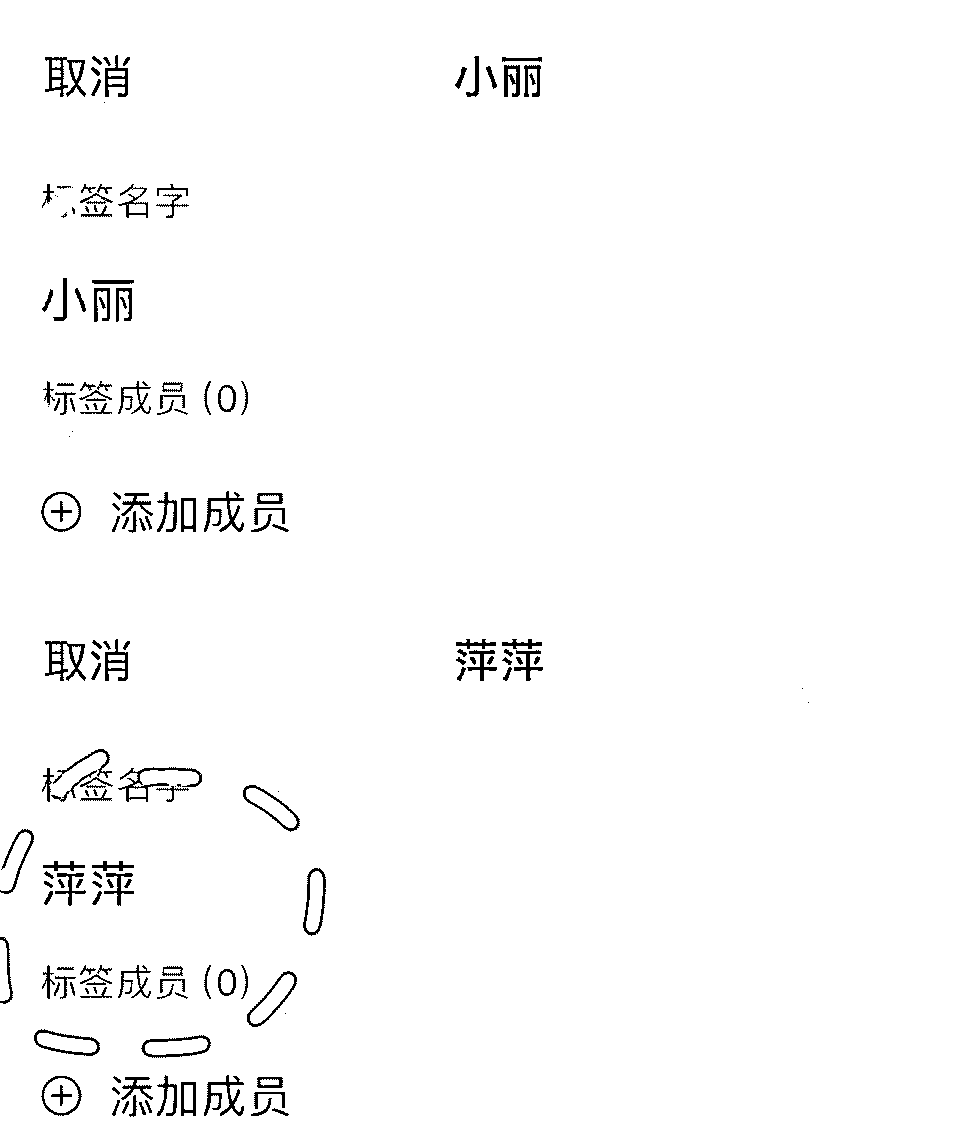 取消 小丽
标签名字
小丽
标签成员 (0)
添加成员
取消 萍萍
标签名字
萍萍
标签成员 (0)
添加成员